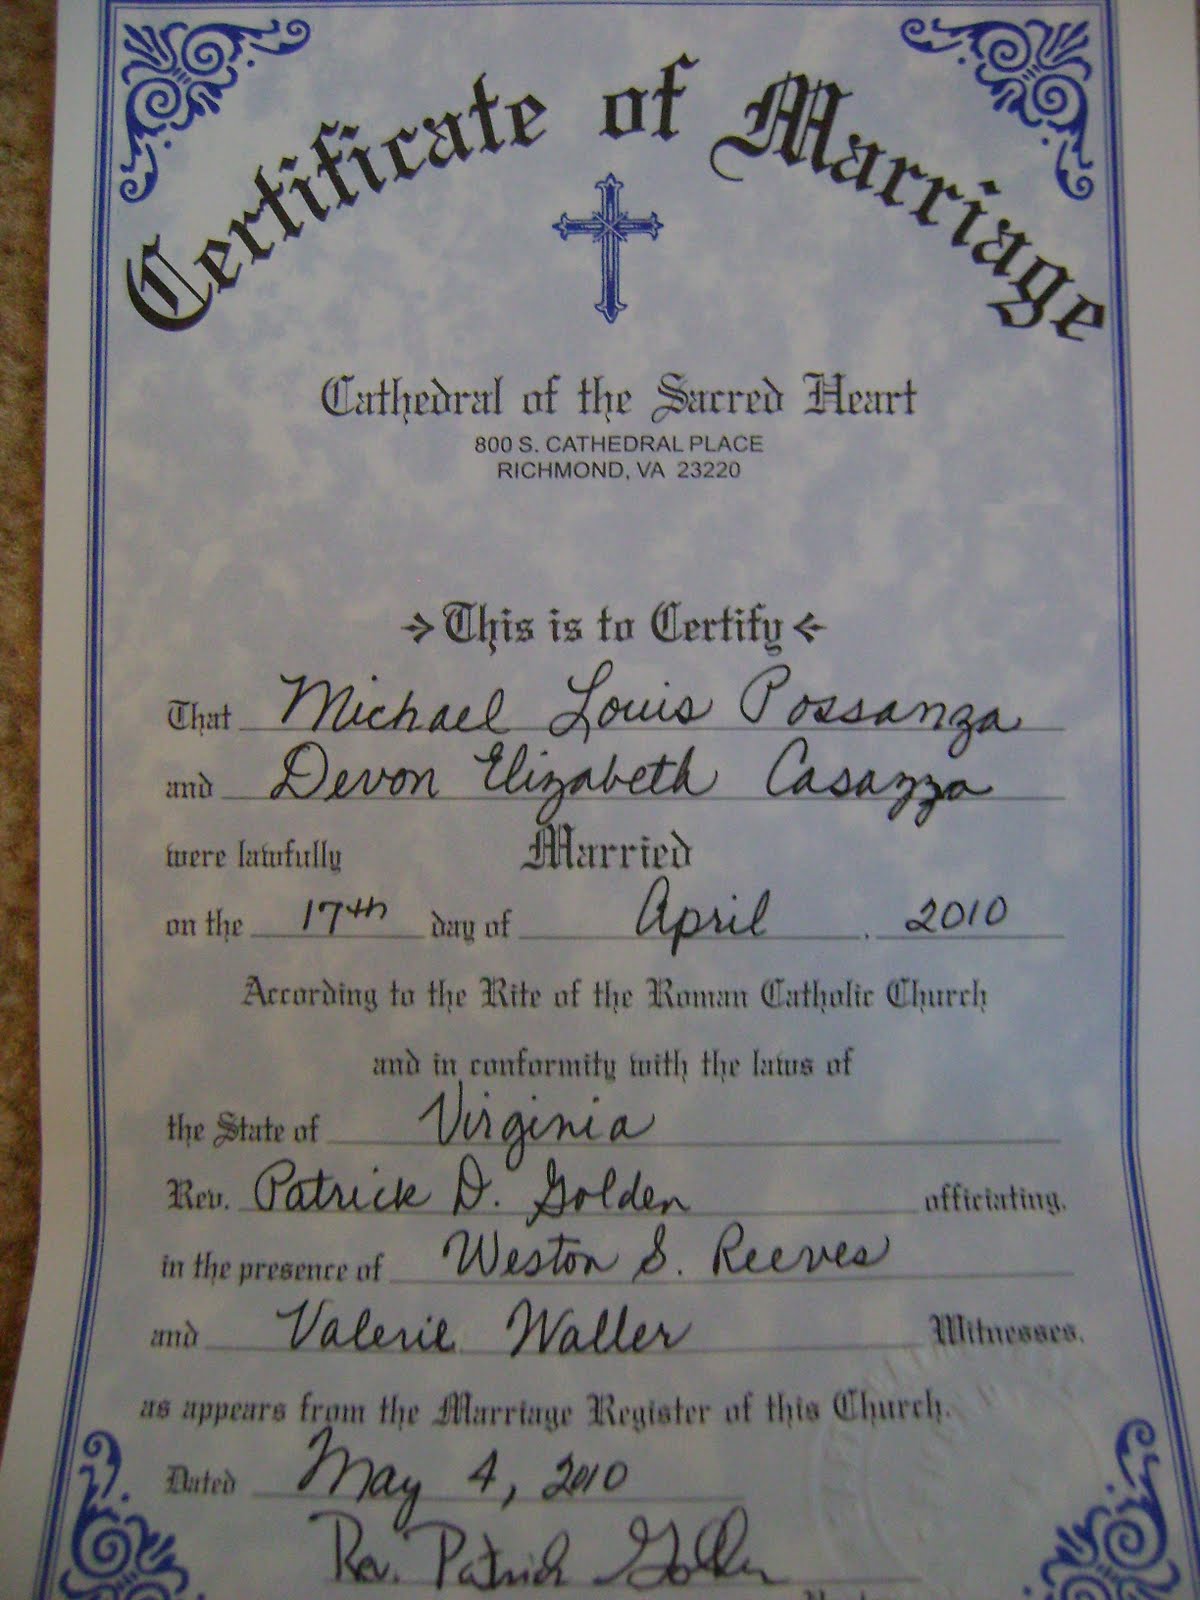 Certificate of Marriage
Cathedral of the Sacred Heart
800 S. CATHEDRAL PLACE
RICHMOND, VA 23220
This is to Certify
That Michael Louis Possanza
and Devon Elizabeth Casazza
were lawfully Married
on the 17th day of April . 2010
According to the Rite of the Roman Catholic Church
and in conformity with the laws of
the State of Virginia
Rev. Patrick D. Golden officiating.
in the presence of Weston S. Reeves
and Valerie Waller Witnesses.
as appears from the Marriage Register of this Church.
Dated May 4, 2010
Rev. Patrick Golden